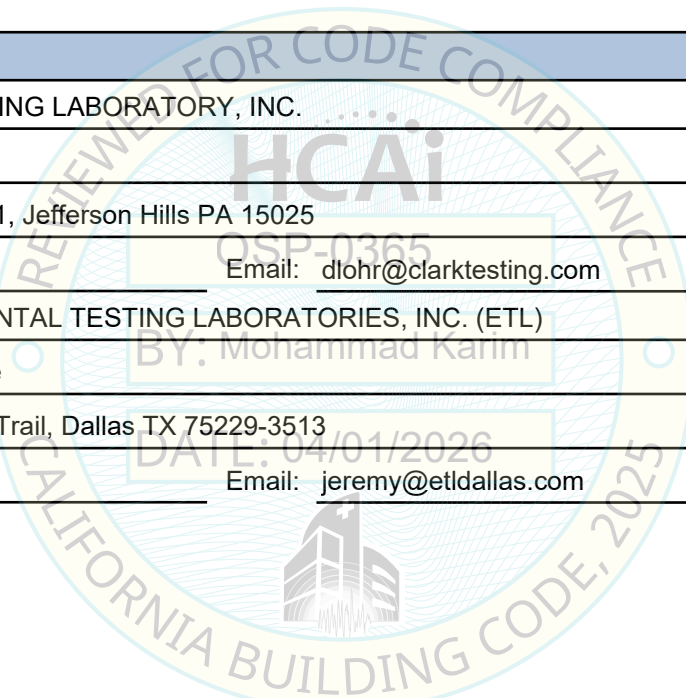 REVIEWED FOR CODE COMPLIANCE
ING LABORATORY, INC.
HCAi
1, Jefferson Hills PA 15025
OSP-0365
Email: dlohr@clarktesting.com
NTAL TESTING LABORATORIES, INC. (ETL)
BY: Mohammad Karim
e
Trail, Dallas TX 75229-3513
DATE: 04/01/2026
Email: jeremy@etldallas.com
CALIFORNIA BUILDING CODE, 2025